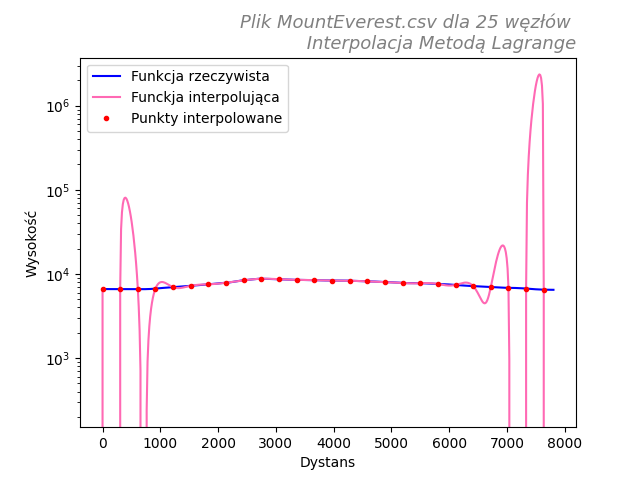 Plik MountEverest.csv dla 25 węzłów
Interpolacja Metodą Lagrange
Funkcja rzeczywista
Funckja interpolująca
Punkty interpolowane
10^6
10^5
10^4
10^3
Wysokość
0 1000 2000 3000 4000 5000 6000 7000 8000
Dystans